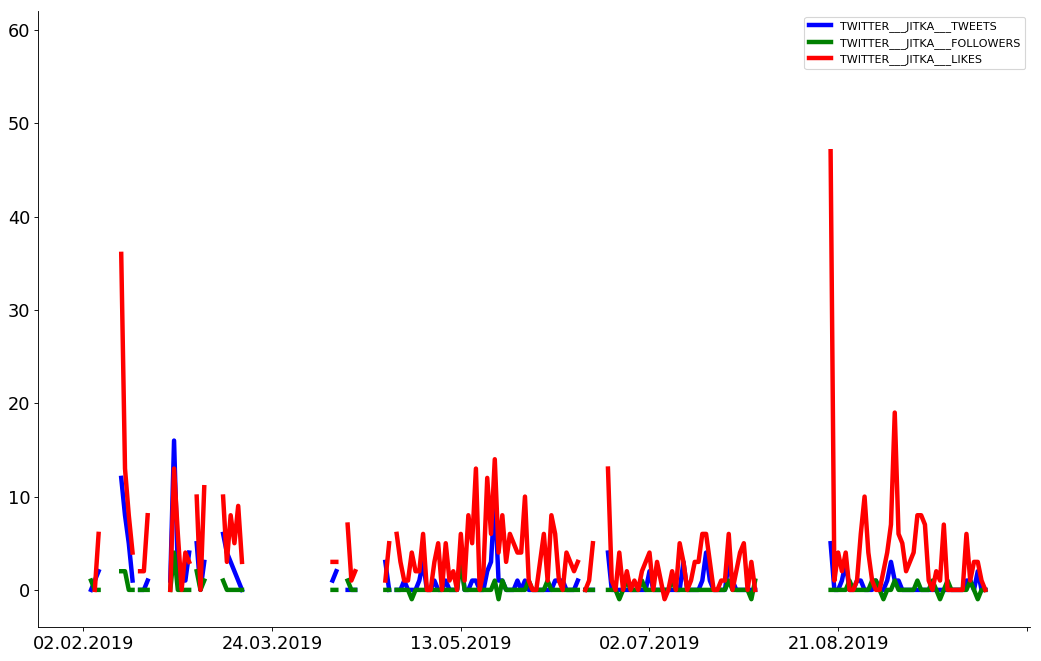 60
50
40
30
20
10
0
02.02.2019 24.03.2019 13.05.2019 02.07.2019 21.08.2019
TWITTER___JITKA___TWEETS
TWITTER___JITKA___FOLLOWERS
TWITTER___JITKA___LIKES